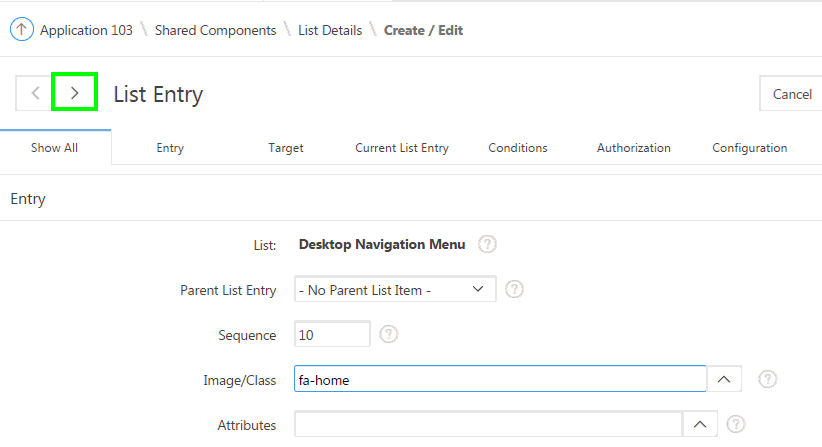 Application 103 \ Shared Components \ List Details \ Create / Edit
List Entry
Cancel
Show All Entry Target Current List Entry Conditions Authorization Configuration
Entry
List: Desktop Navigation Menu ?
Parent List Entry - No Parent List Item - ?
Sequence 10 ?
Image/Class fa-home ?
Attributes ?